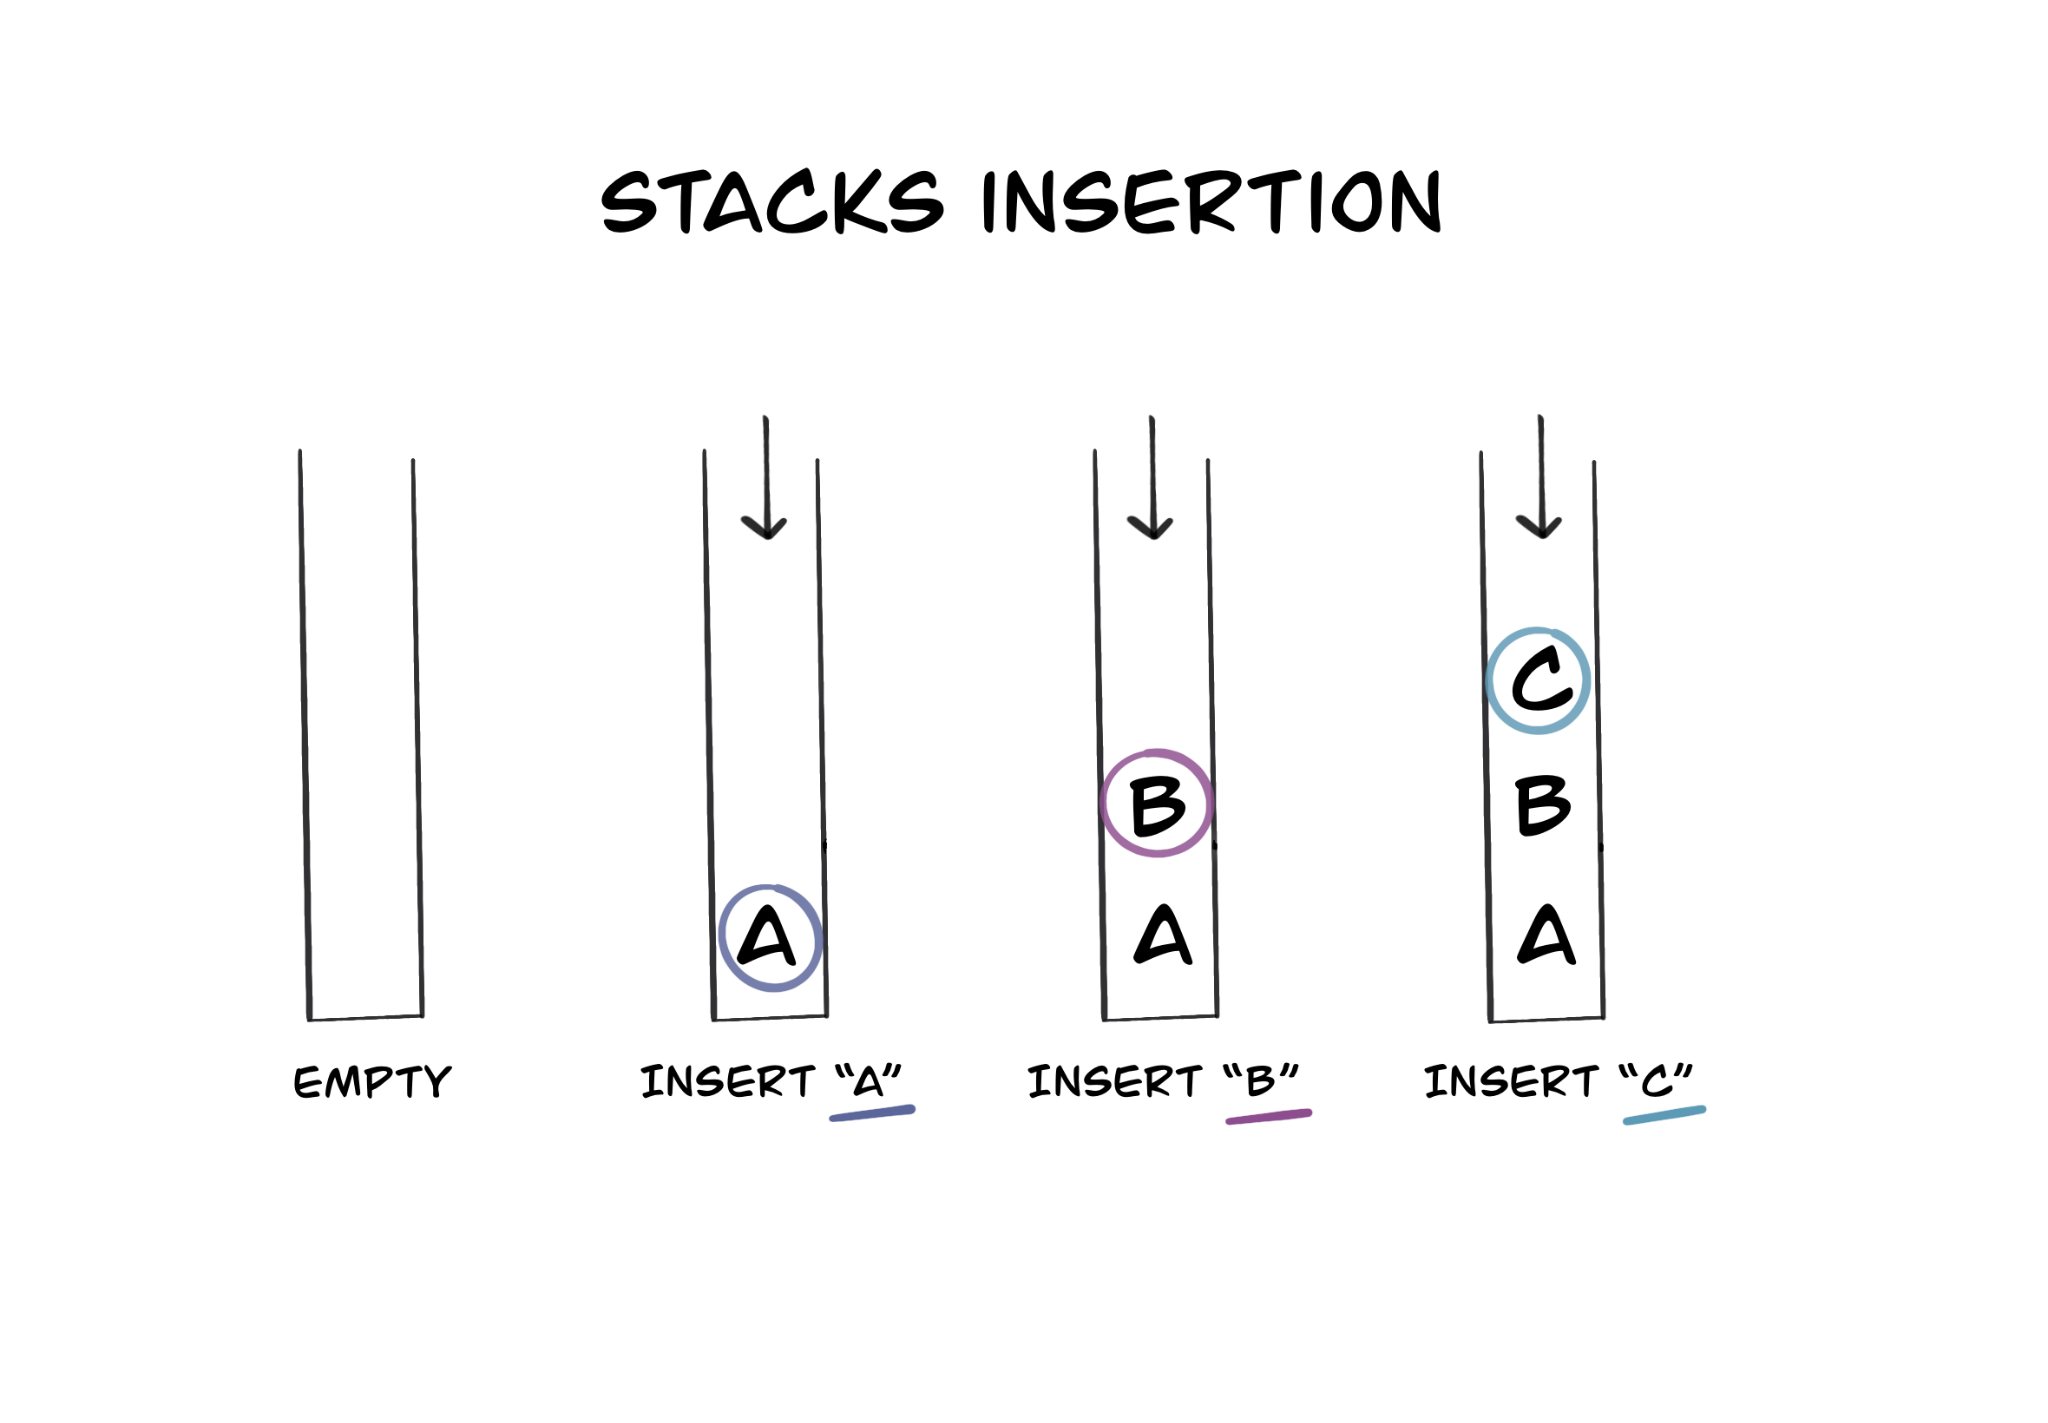 STACKS INSERTION
A
B
A
C
B
A
EMPTY
INSERT “A”
INSERT “B”
INSERT “C”